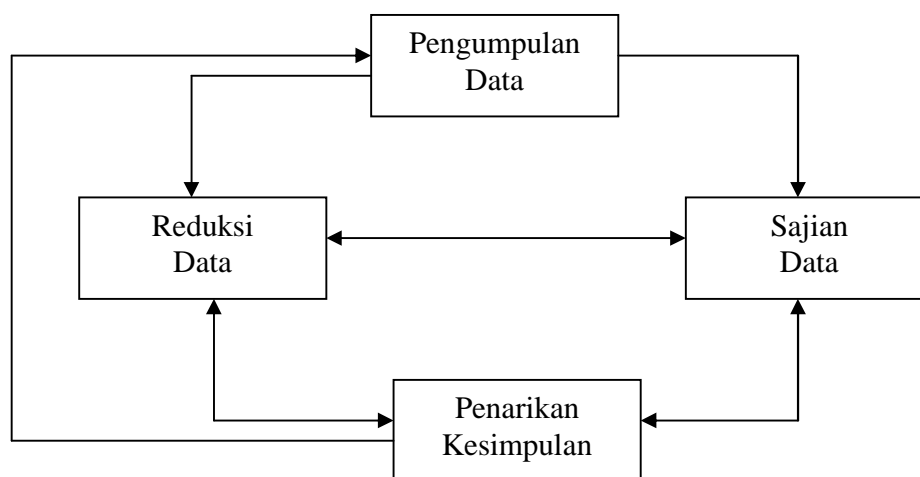 Pengumpulan
Data
Reduksi
Data
Sajian
Data
Penarikan
Kesimpulan